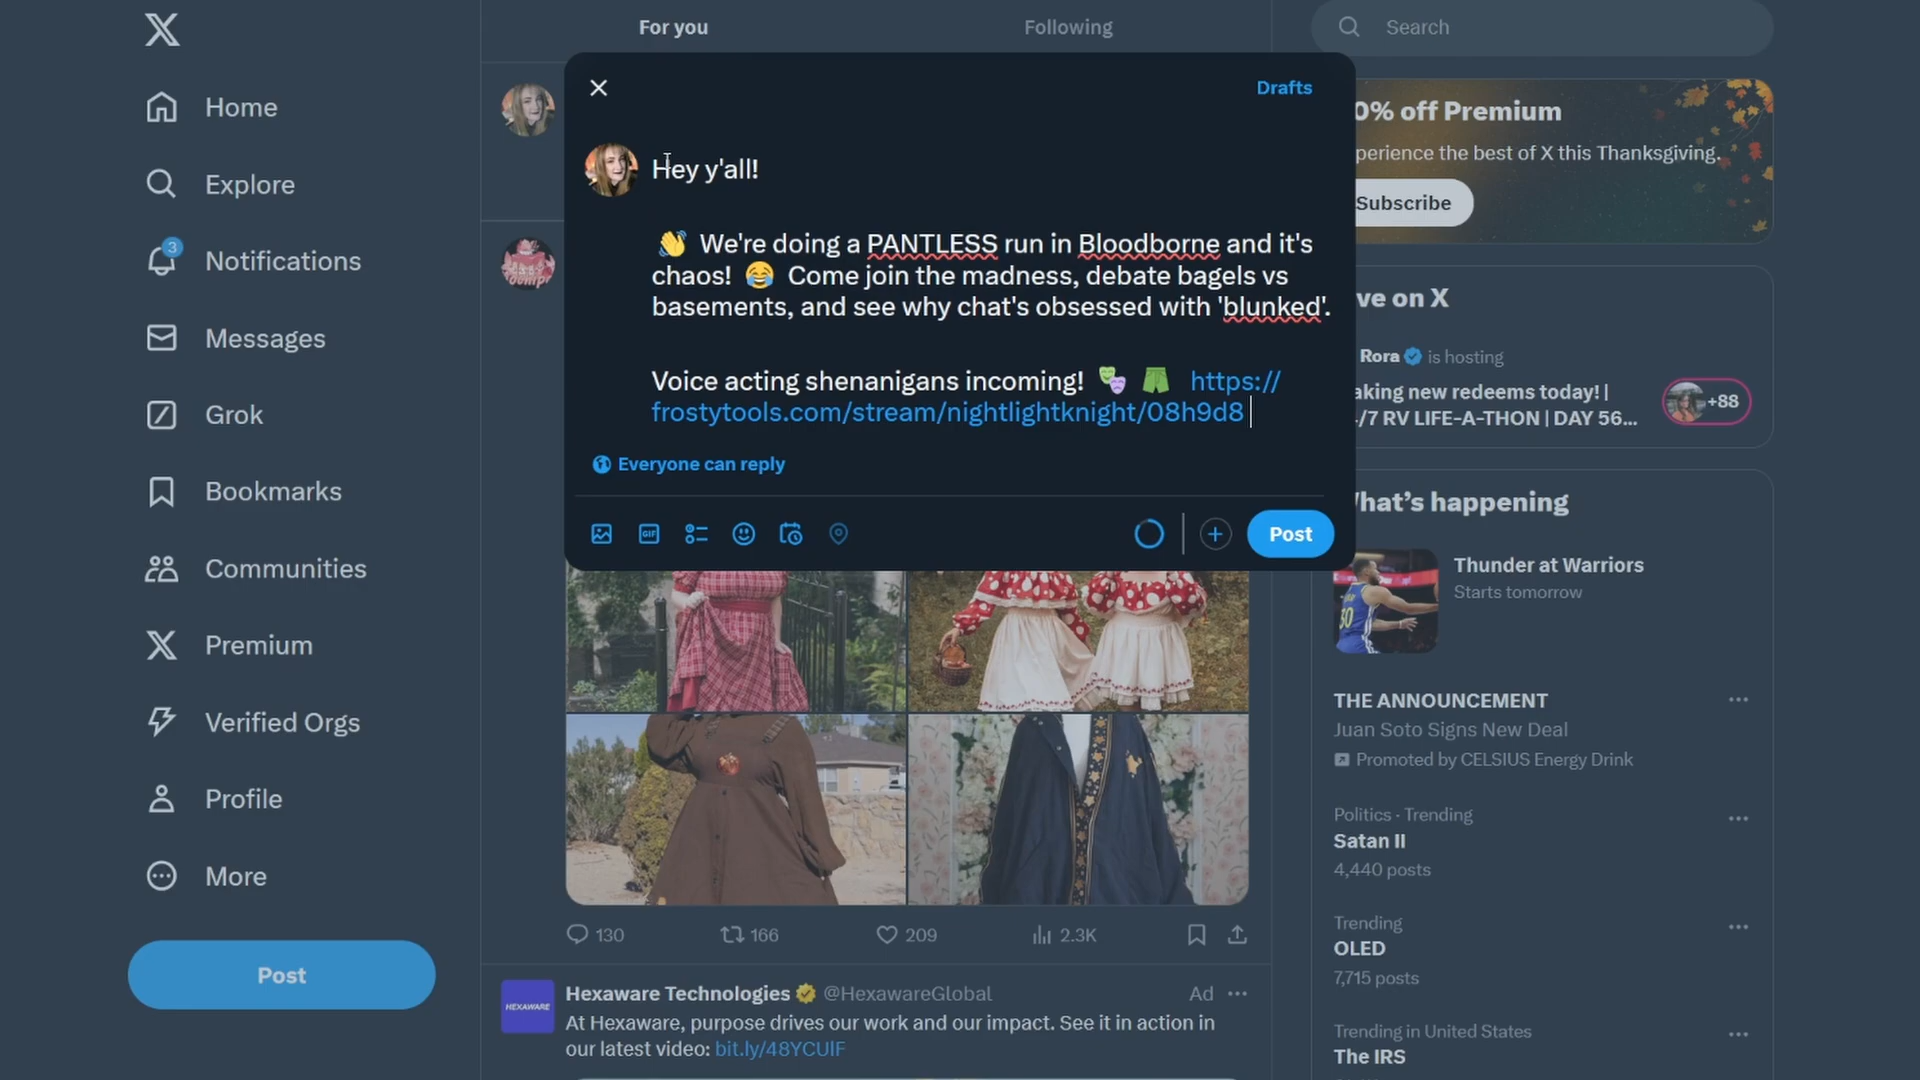 For you
Following
Search
Home
Explore
3
Notifications
Messages
Grok
Bookmarks
Communities
Premium
Verified Orgs
Profile
More
Post
Drafts
Hey y'all!
👋 We're doing a PANTLESS run in Bloodborne and it's
chaos! 😂 Come join the madness, debate bagels vs
basements, and see why chat's obsessed with 'blunked'.
Voice acting shenanigans incoming! 🎭 🩳 https://
frostytools.com/stream/nightlightknight/08h9d8
Everyone can reply
GIF
Post
130
166
209
2.3K
HEXAWARE
Hexaware Technologies @HexawareGlobal
Ad
At Hexaware, purpose drives our work and our impact. See it in action in
our latest video: bit.ly/48YCUlF
0% off Premium
perience the best of X this Thanksgiving.
Subscribe
ve on X
Rora is hosting
aking new redeems today! |
/7 RV LIFE-A-THON | DAY 56...
+88
hat's happening
Thunder at Warriors
Starts tomorrow
30
THE ANNOUNCEMENT
Juan Soto Signs New Deal
Promoted by CELSIUS Energy Drink
Politics · Trending
Satan II
4,440 posts
Trending
OLED
7,715 posts
Trending in United States
The IRS